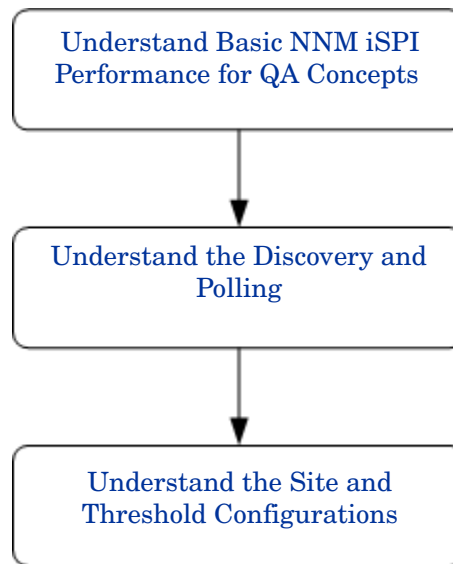 Understand Basic NNM iSPI
Performance for QA Concepts
Understand the Discovery and
Polling
Understand the Site and
Threshold Configurations